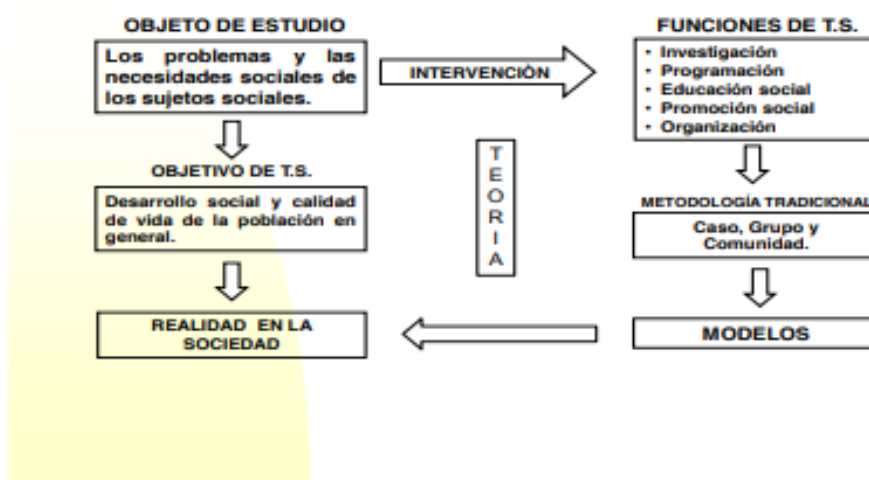 OBJETO DE ESTUDIO
Los problemas y las
necesidades sociales de
los sujetos sociales.
INTERVENCIÒN
FUNCIONES DE T.S.
• Investigación
• Programación
• Educación social
• Promoción social
• Organización
OBJETIVO DE T.S.
Desarrollo social y calidad
de vida de la población en
general.
TEORIA
METODOLOGÍA TRADICIONAL
Caso, Grupo y
Comunidad.
REALIDAD EN LA
SOCIEDAD
MODELOS